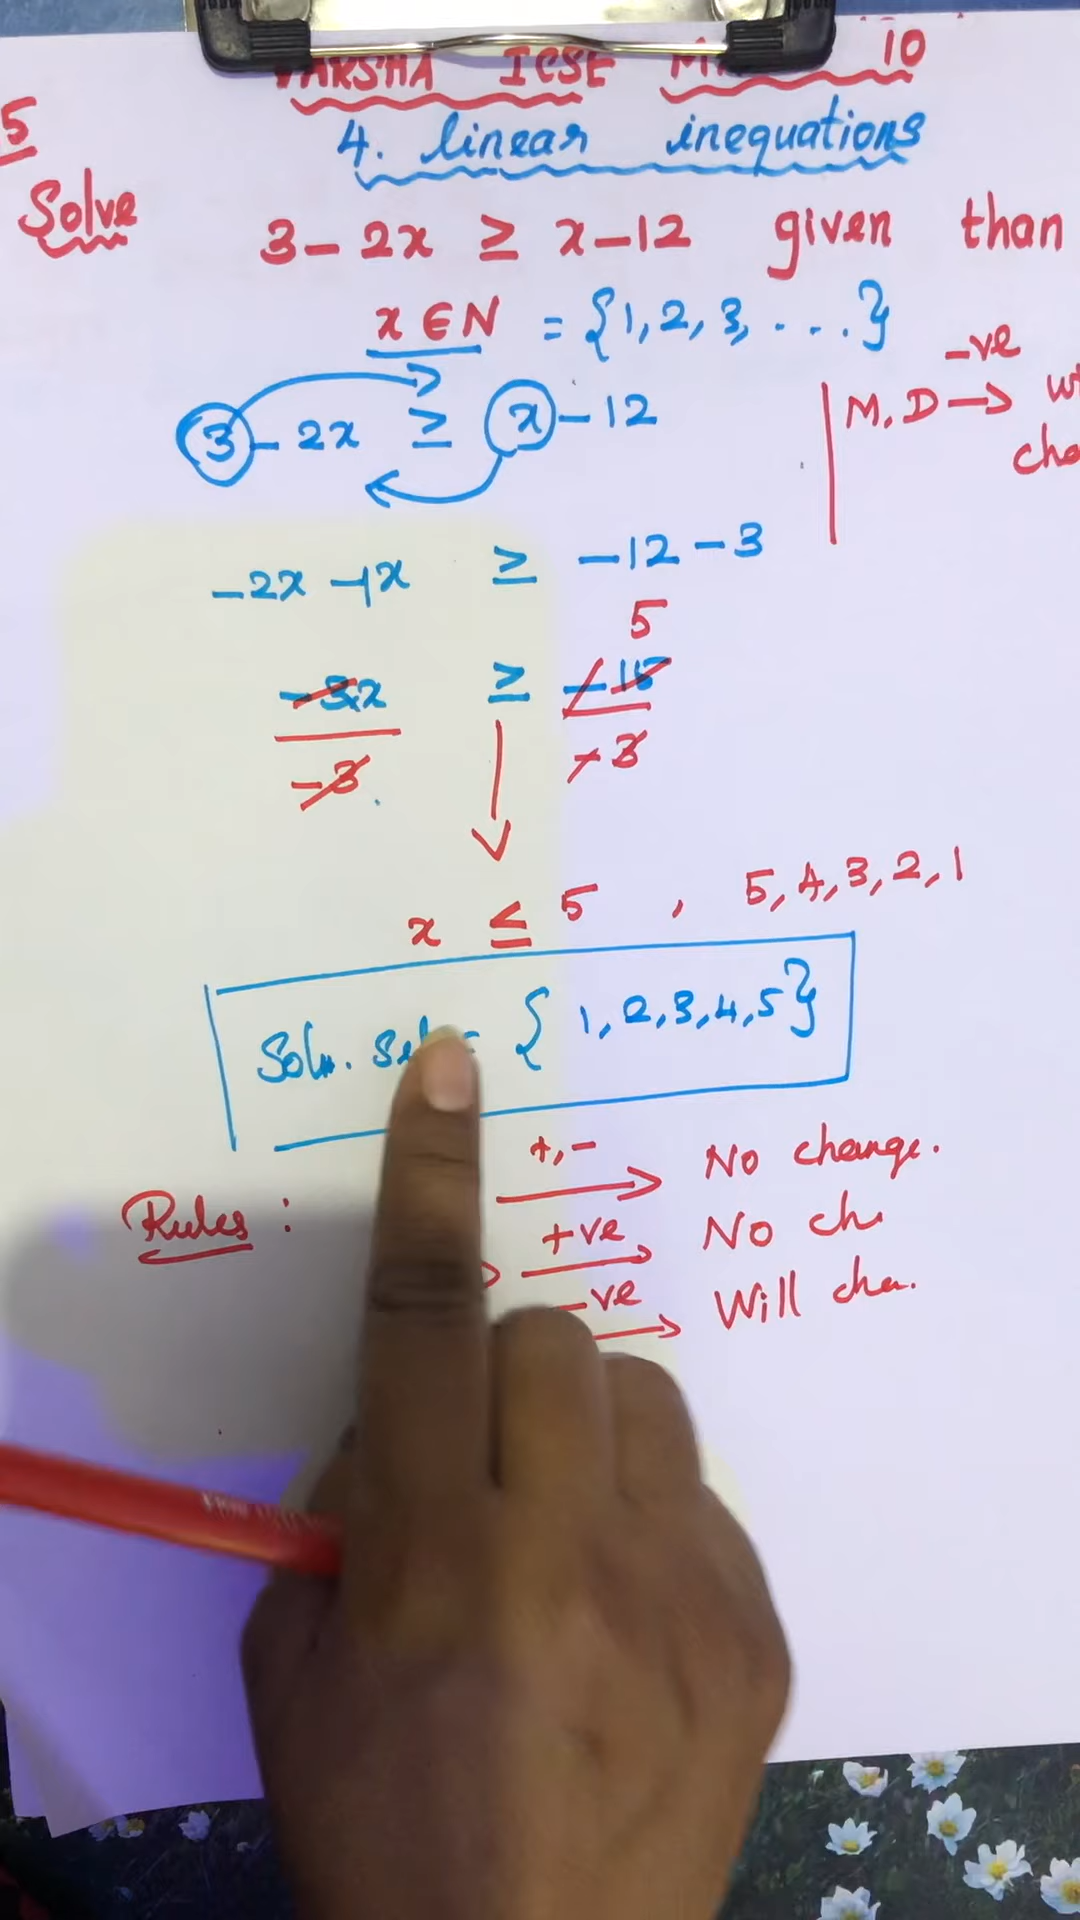 VAKSHA ICSE M 10
4. linear inequations
5
Solve 3-2x ≥ x-12 given than
x ∈ N = {1, 2, 3, ....}
3 - 2x ≥ x - 12
-ve
M, D →
-2x -1x ≥ -12 -3
5
-3x ≥ -15
-3 -3
x ≤ 5 , 5, 4, 3, 2, 1
Soln. Set = { 1, 2, 3, 4, 5}
+, - → No change.
Rules :
+ve → No ch
-ve → Will cha.